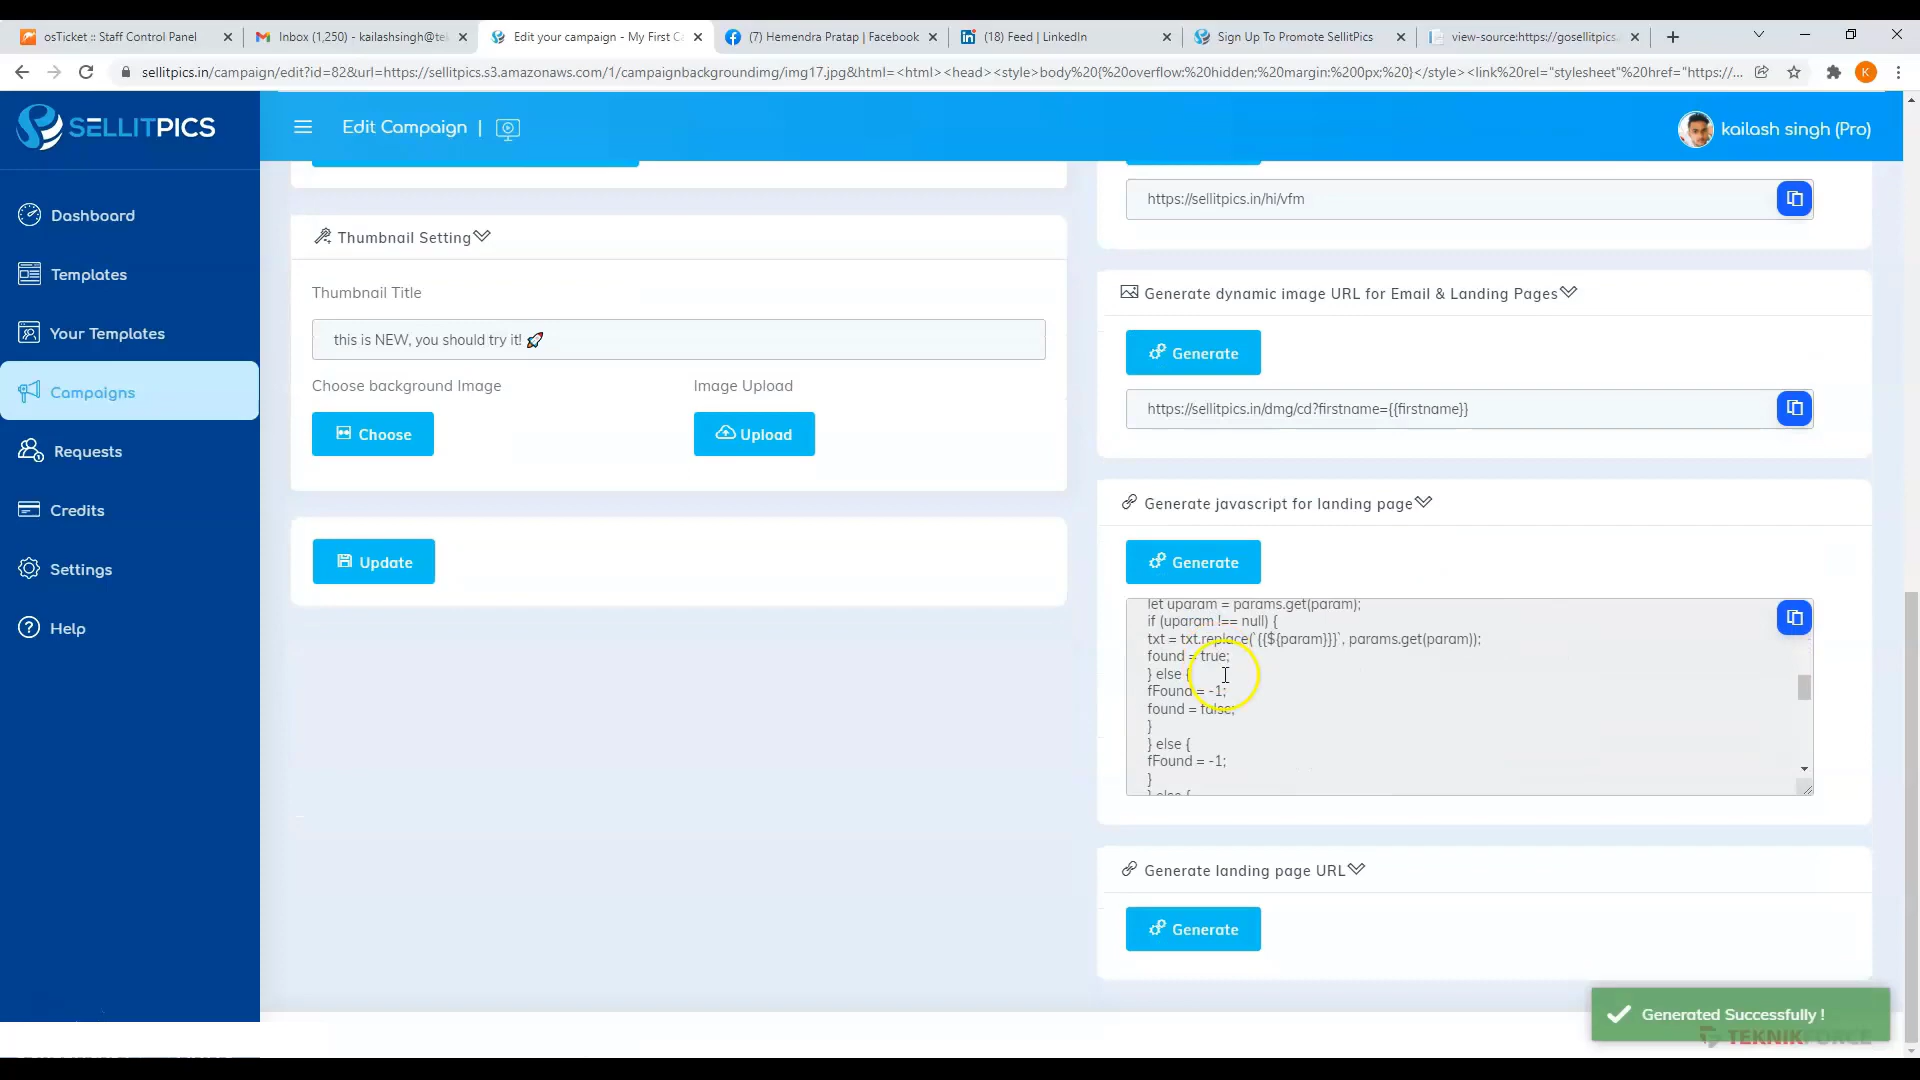 osTicket :: Staff Control Panel
Inbox (1,250) - kailashsingh@tek
Edit your campaign - My First Ca
(7) Hemendra Pratap | Facebook
(18) Feed | LinkedIn
Sign Up To Promote SellitPics
view-source:https://gosellitpics.
sellitpics.in/campaign/edit?id=82&url=https://sellitpics.s3.amazonaws.com/1/campaignbackgroundimg/img17.jpg&html=<html><head><style>body%20{%20overflow:%20hidden;%20margin:%200px;%20}</style><link%20rel="stylesheet"%20href="https://...
K
SELLITPICS
Edit Campaign |
kailash singh (Pro)
Dashboard
Templates
Your Templates
Campaigns
Requests
Credits
Settings
Help
Thumbnail Setting
Thumbnail Title
this is NEW, you should try it! 🚀
Choose background Image
Image Upload
Choose
Upload
Update
https://sellitpics.in/hi/vfm
Generate dynamic image URL for Email & Landing Pages
Generate
https://sellitpics.in/dmg/cd?firstname={{firstname}}
Generate javascript for landing page
Generate
let uparam = params.get(param);
if (uparam !== null) {
txt = txt.replace(`{{${param}}}`, params.get(param));
found = true;
} else {
fFound = -1;
found = false;
}
} else {
fFound = -1;
}
} else {
Generate landing page URL
Generate
Generated Successfully !
TEKNIKFORCE